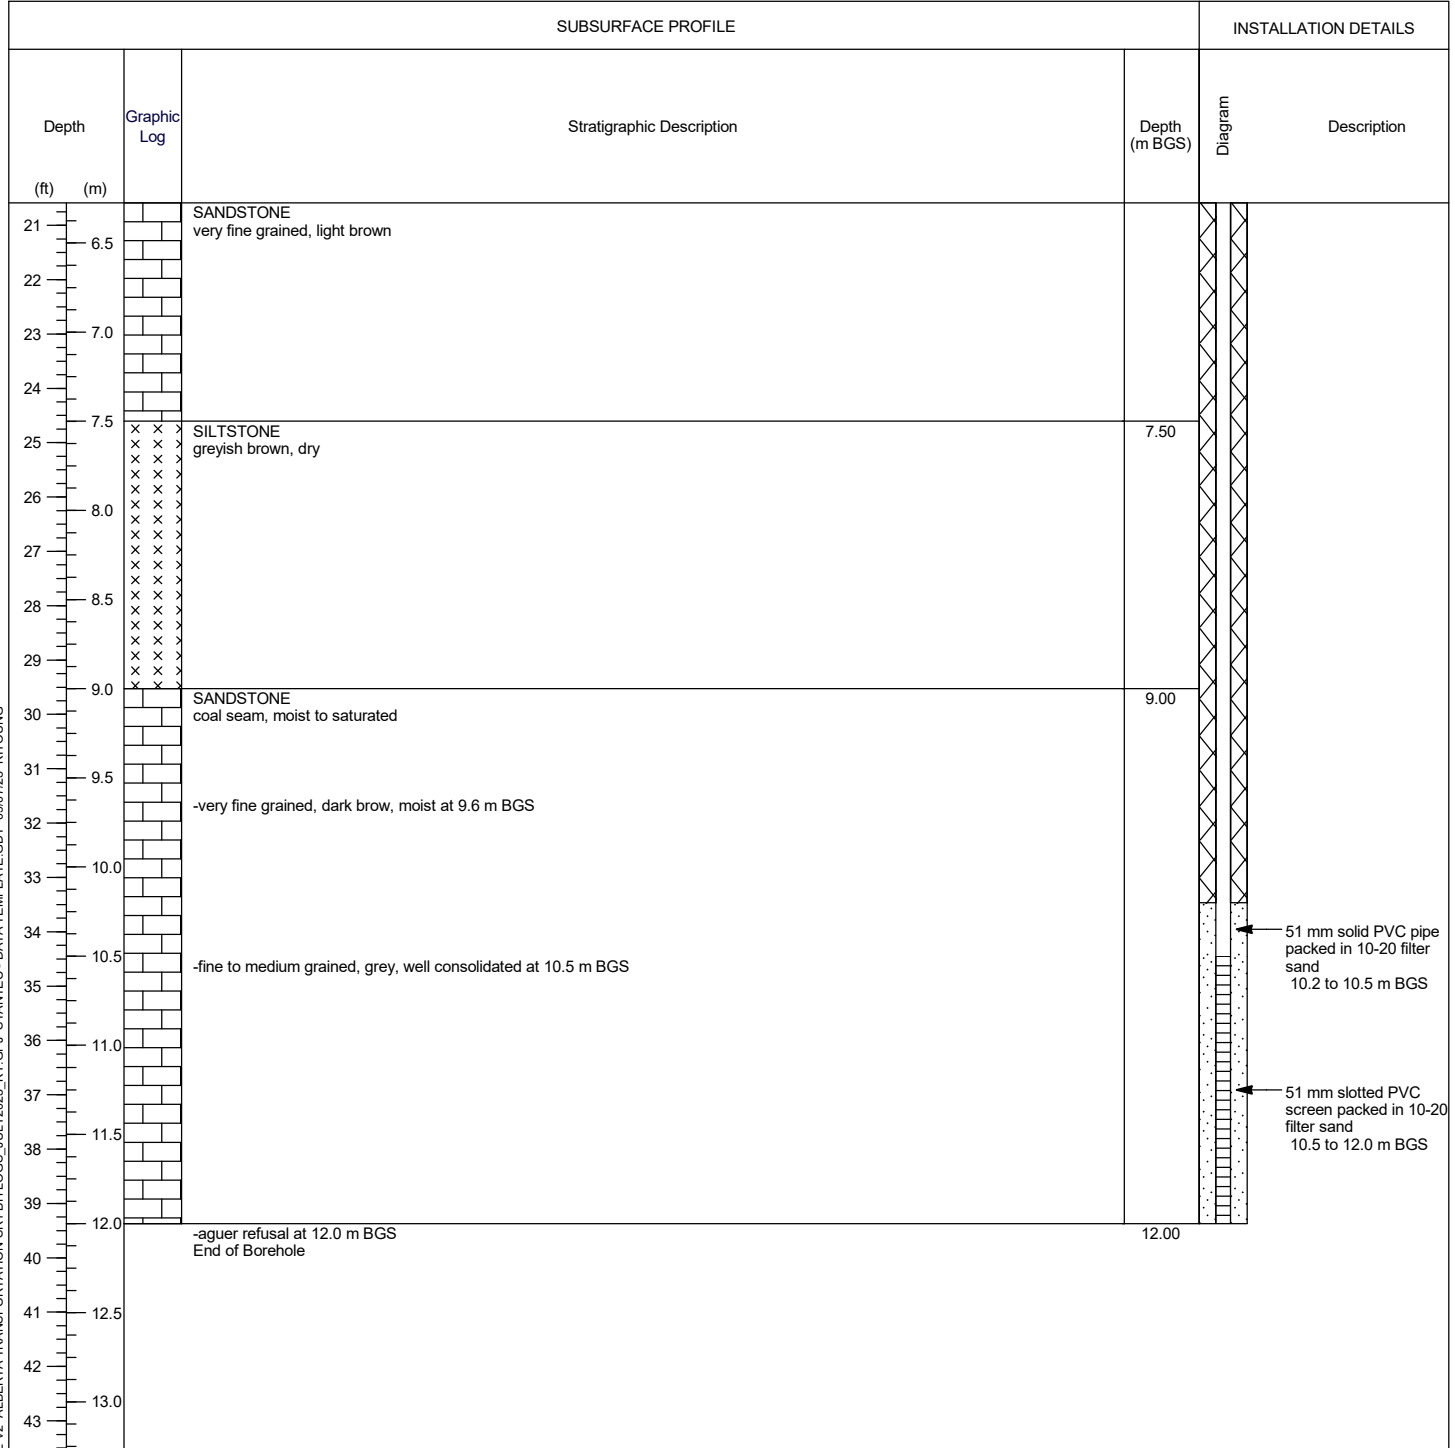 SUBSURFACE PROFILE
INSTALLATION DETAILS
Depth
Graphic
Log
Stratigraphic Description
Depth
(m BGS)
Diagram
Description
(ft)
(m)
SANDSTONE
very fine grained, light brown
21
6.5
22
23
7.0
24
7.5
SILTSTONE
greyish brown, dry
7.50
25
26
8.0
27
28
8.5
29
9.0
SANDSTONE
coal seam, moist to saturated
9.00
30
31
9.5
-very fine grained, dark brow, moist at 9.6 m BGS
32
10.0
33
34
51 mm solid PVC pipe
packed in 10-20 filter
sand
10.2 to 10.5 m BGS
10.5
-fine to medium grained, grey, well consolidated at 10.5 m BGS
35
36
11.0
37
51 mm slotted PVC
screen packed in 10-20
filter sand
10.5 to 12.0 m BGS
11.5
38
39
12.0
-aguer refusal at 12.0 m BGS
End of Borehole
12.00
40
41
12.5
42
13.0
43